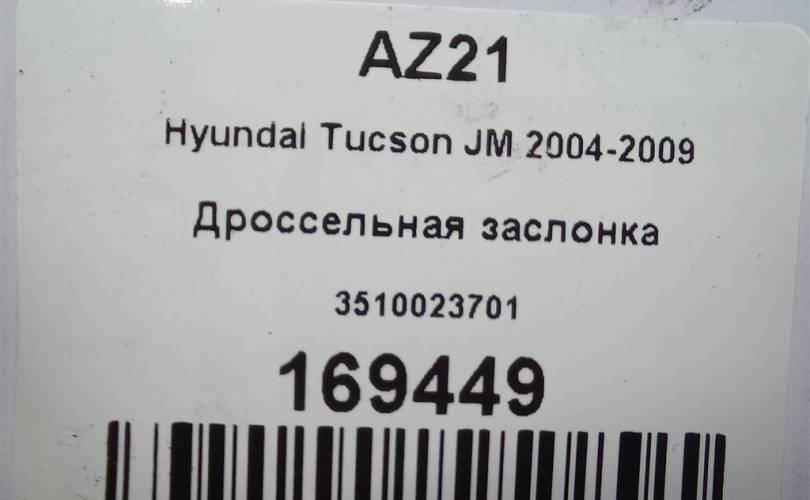 AZ21
Hyundai Tucson JM 2004-2009
Дроссельная заслонка
3510023701
169449